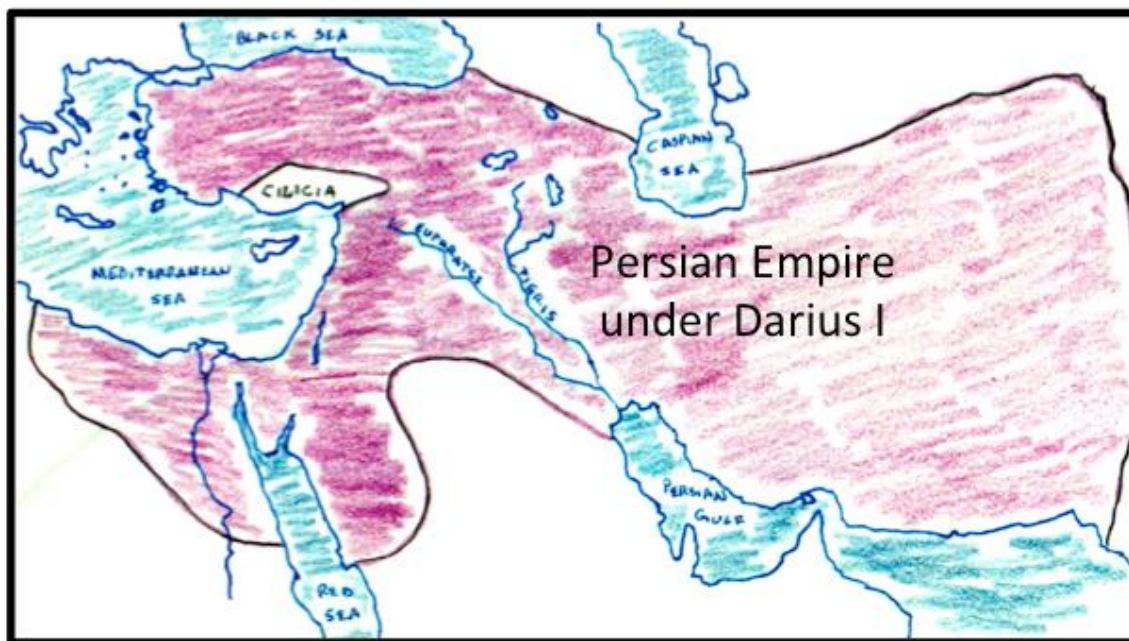 BLACK SEA
CASPIAN
SEA
CILICIA
EUPHRATES
TIGRIS
MEDITERRANEAN
SEA
Persian Empire
under Darius I
PERSIAN
GULF
RED
SEA